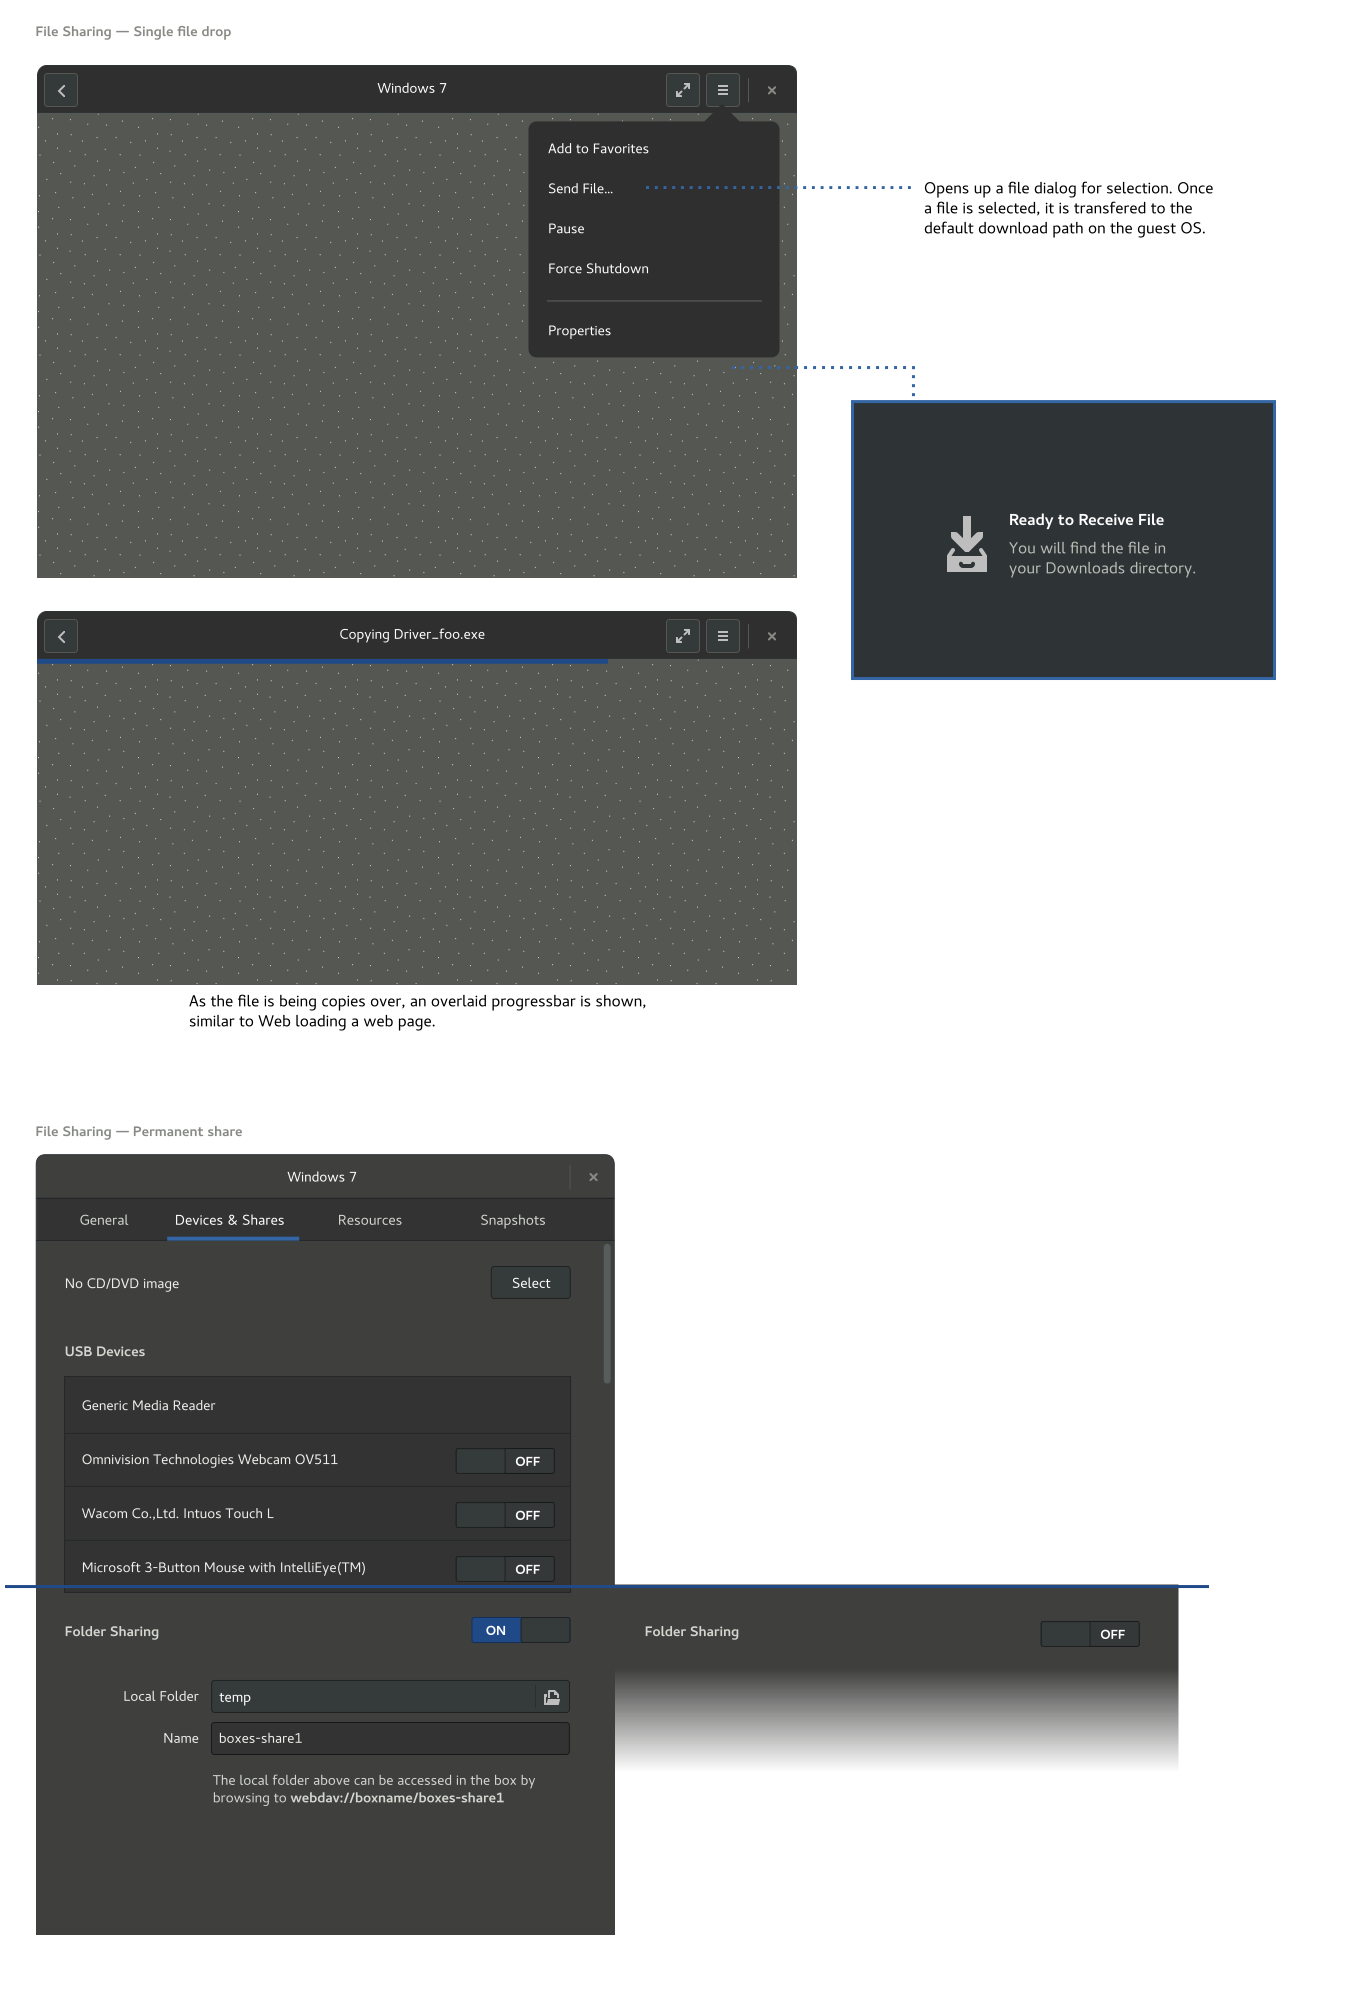 File Sharing — Single file drop
Windows 7
Add to Favorites
Send File...
Pause
Force Shutdown
Properties
Opens up a file dialog for selection. Once
a file is selected, it is transfered to the
default download path on the guest OS.
Ready to Receive File
You will find the file in
your Downloads directory.
Copying Driver_foo.exe
As the file is being copies over, an overlaid progressbar is shown,
similar to Web loading a web page.
File Sharing — Permanent share
Windows 7
General Devices & Shares Resources Snapshots
No CD/DVD image Select
USB Devices
Generic Media Reader
Omnivision Technologies Webcam OV511 OFF
Wacom Co.,Ltd. Intuos Touch L OFF
Microsoft 3-Button Mouse with IntelliEye(TM) OFF
Folder Sharing ON
Local Folder temp
Name boxes-share1
The local folder above can be accessed in the box by
browsing to webdav://boxname/boxes-share1
Folder Sharing OFF